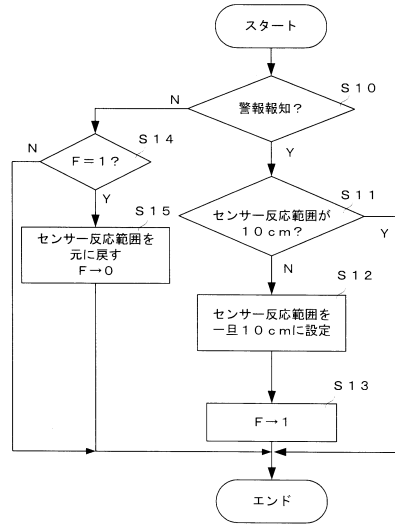 スタート
S10
警報報知?
N
Y
S14
F=1?
N
Y
S11
センサー反応範囲が
10cm?
Y
N
S15
センサー反応範囲を
元に戻す
F→0
S12
センサー反応範囲を
一旦10cmに設定
S13
F→1
エンド